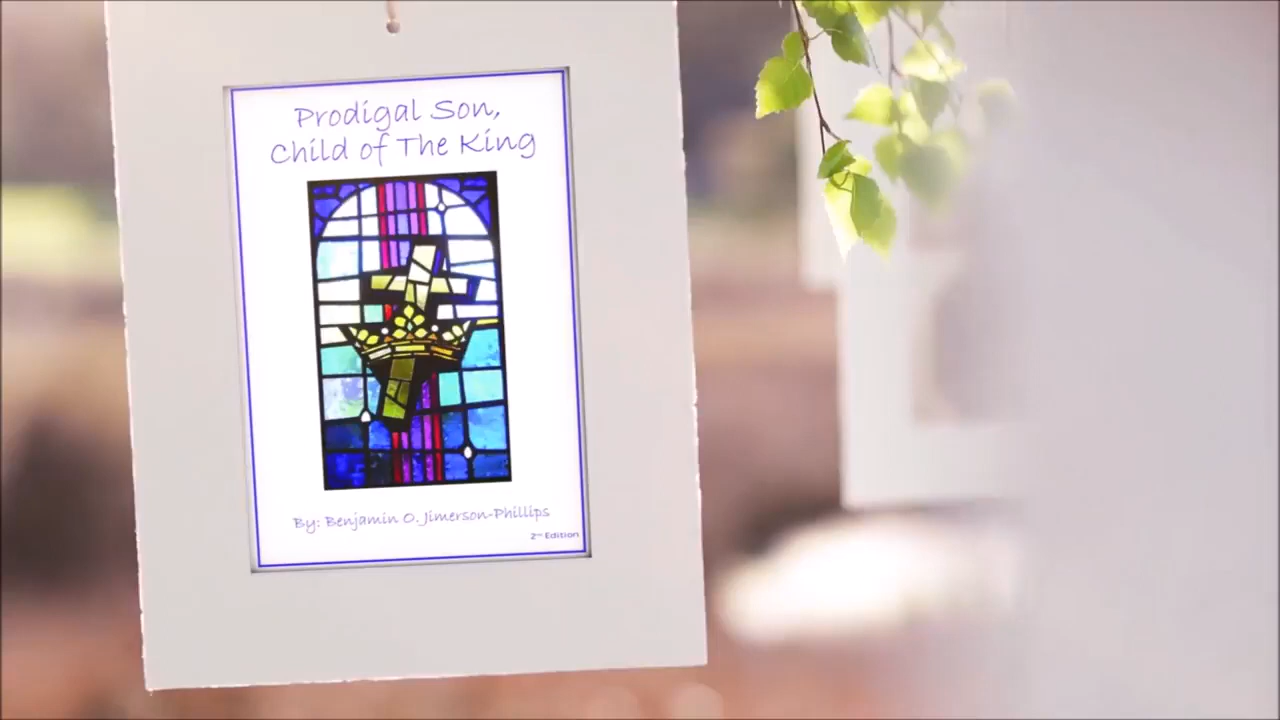 Prodigal Son,
Child of The King
By: Benjamin O. Jimerson-Phillips
2nd Edition